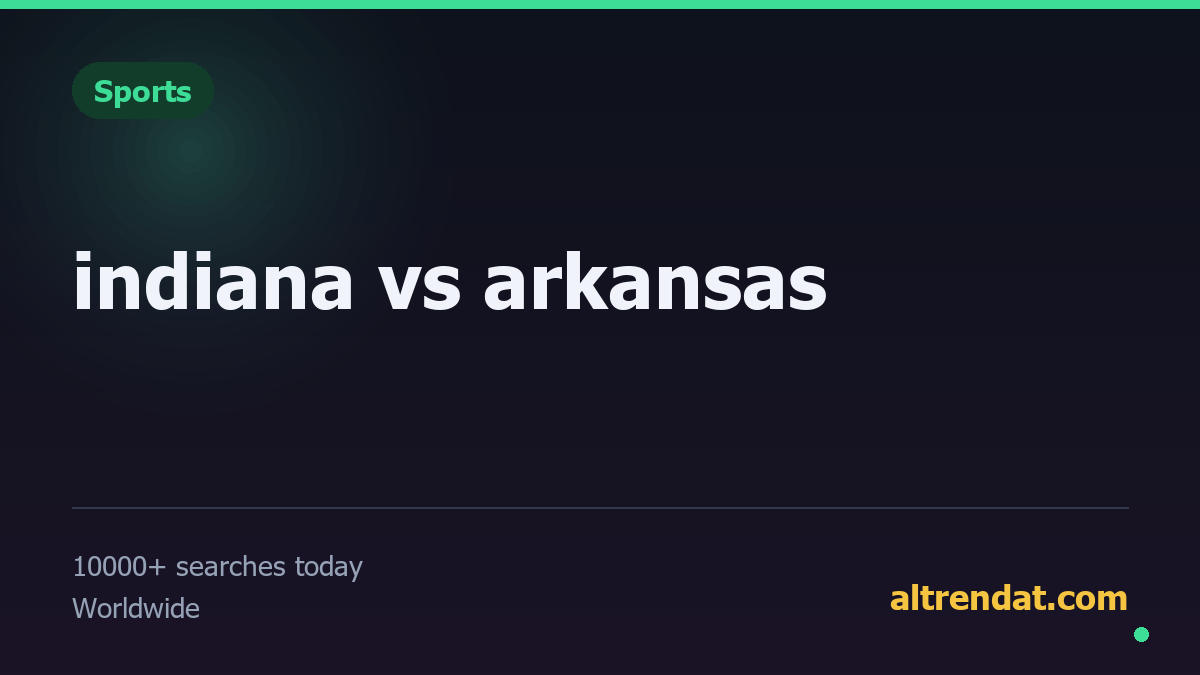 Sports
indiana vs arkansas
10000+ searches today
Worldwide
altrendat.com